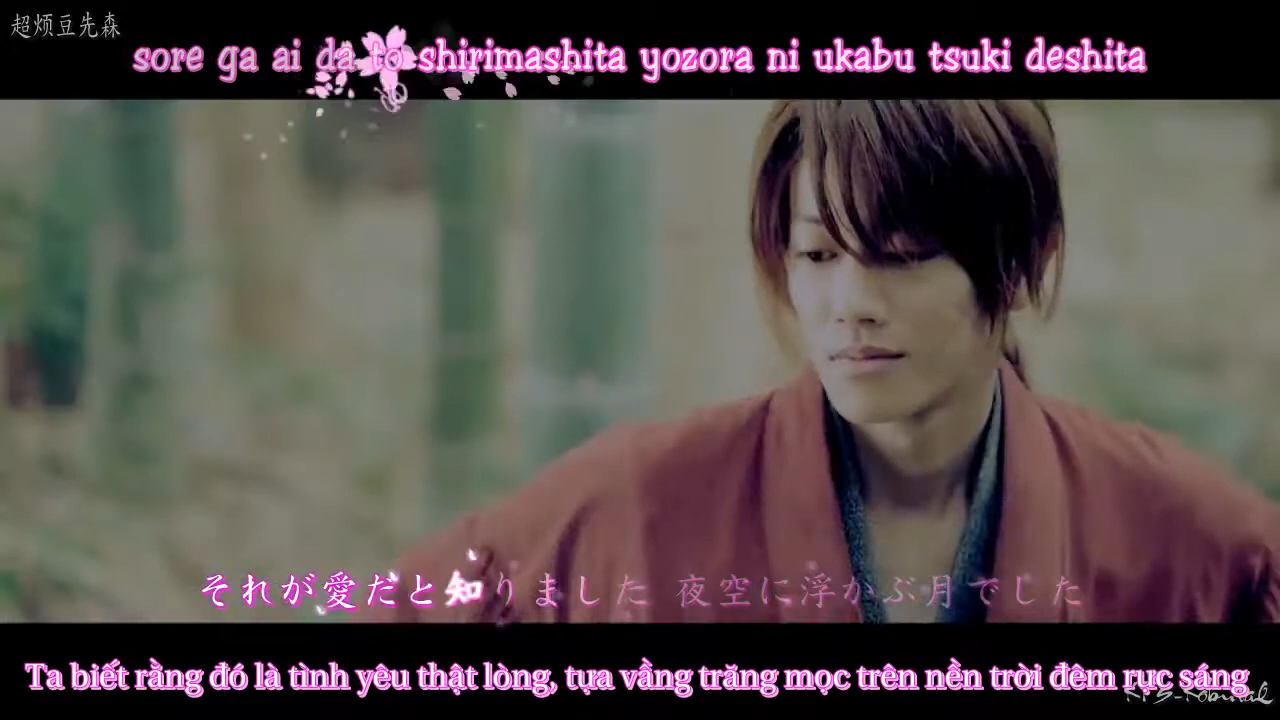 超烦豆先森
sore ga ai da to shirimashita yozora ni ukabu tsuki deshita
それが愛だと知りました 夜空に浮かぶ月でした
Ta biết rằng đó là tình yêu thật lòng, tựa vầng trăng mọc trên nền trời đêm rực sáng